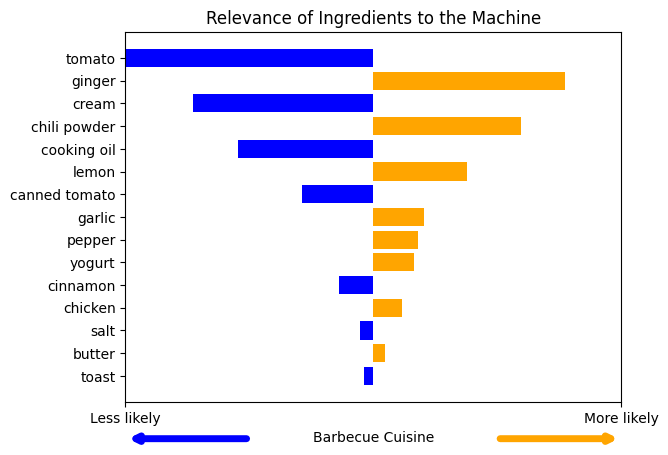 Relevance of Ingredients to the Machine
tomato
ginger
cream
chili powder
cooking oil
lemon
canned tomato
garlic
pepper
yogurt
cinnamon
chicken
salt
butter
toast
Less likely More likely
Barbecue Cuisine